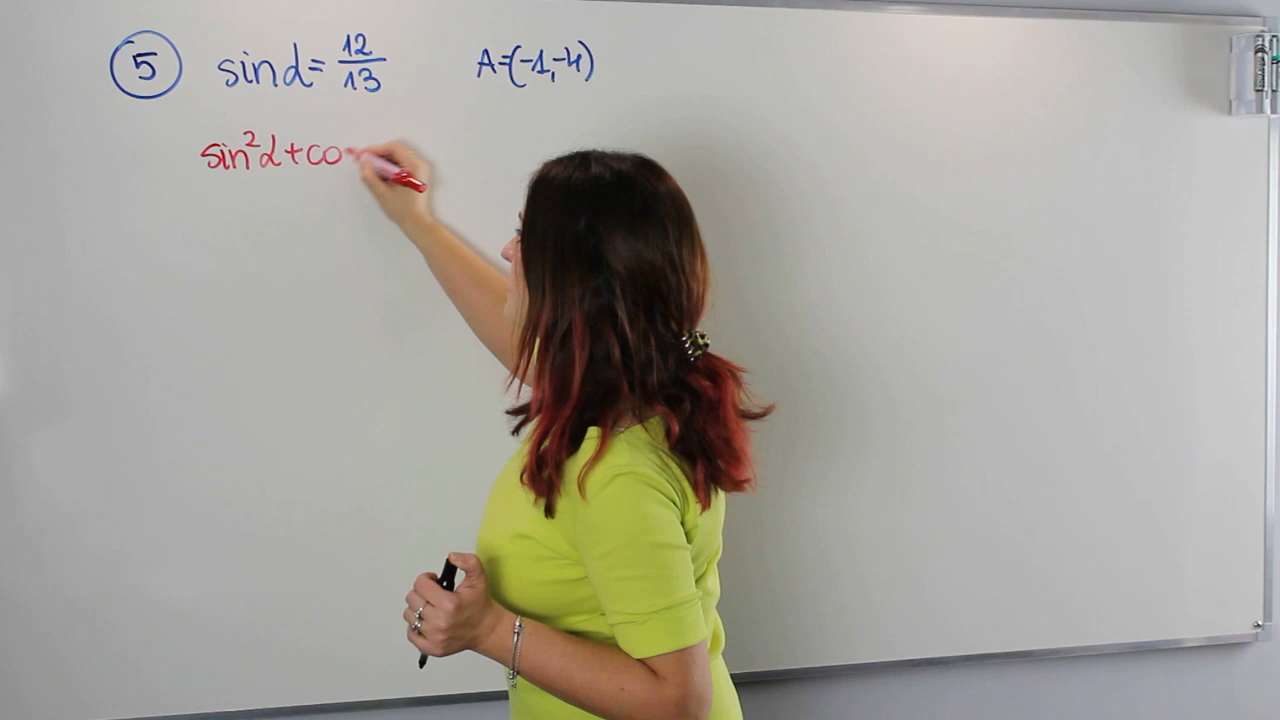 5 sinα = 12/13 A=(-1,-4)
sin²α+co